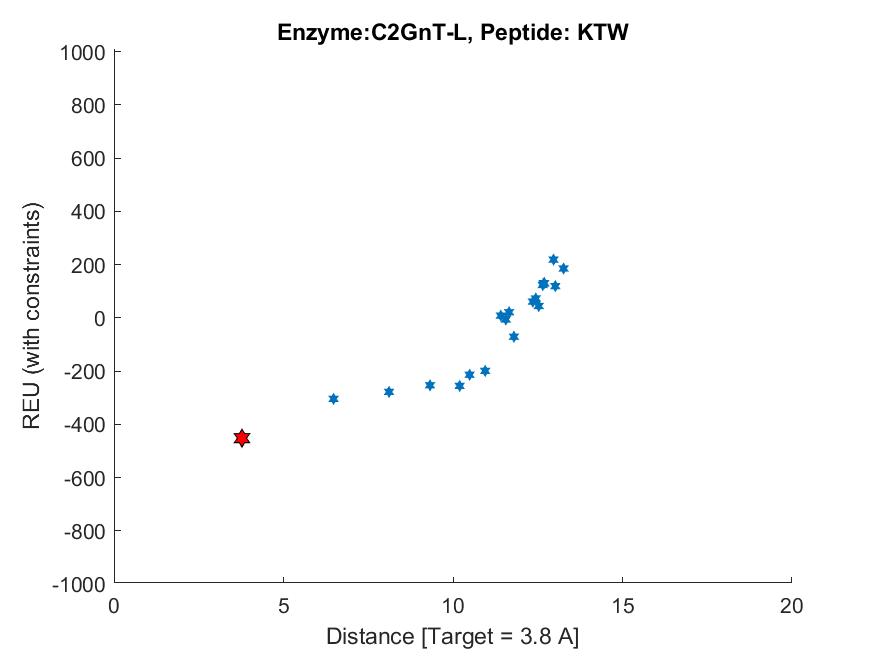 Enzyme:C2GnT-L, Peptide: KTW
1000
800
600
400
200
0
-200
-400
-600
-800
-1000
REU (with constraints)
0 5 10 15 20
Distance [Target = 3.8 A]